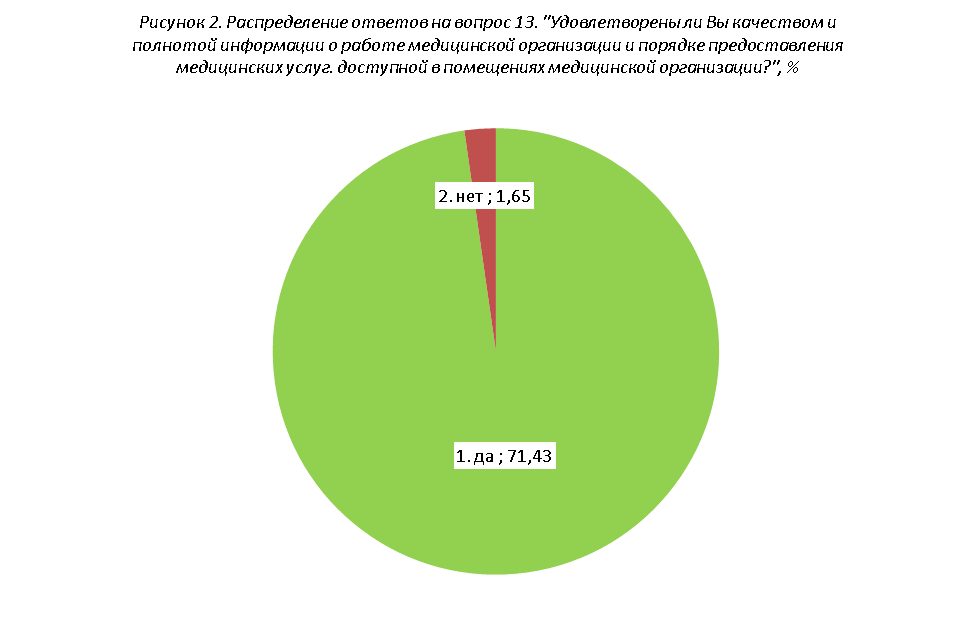 Рисунок 2. Распределение ответов на вопрос 13. "Удовлетворены ли Вы качеством и
полнотой информации о работе медицинской организации и порядке предоставления
медицинских услуг. доступной в помещениях медицинской организации?", %
2. нет ; 1,65
1. да ; 71,43